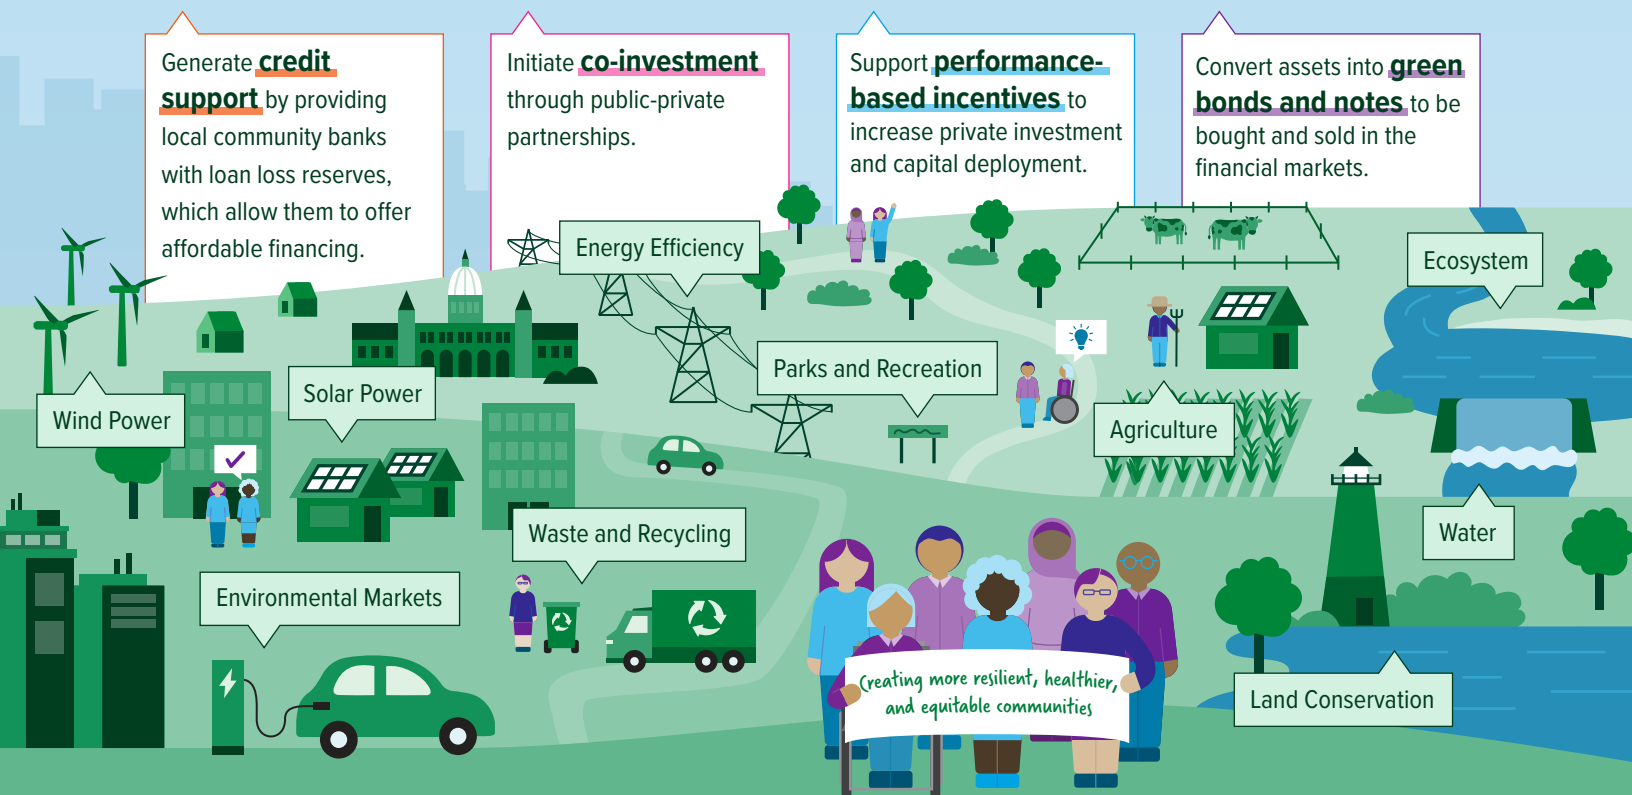 Generate credit
support by providing
local community banks
with loan loss reserves,
which allow them to offer
affordable financing.
Initiate co-investment
through public-private
partnerships.
Support performance-
based incentives to
increase private investment
and capital deployment.
Convert assets into green
bonds and notes to be
bought and sold in the
financial markets.
Energy Efficiency
Ecosystem
Parks and Recreation
Solar Power
Wind Power
Agriculture
Waste and Recycling
Water
Environmental Markets
Creating more resilient, healthier,
and equitable communities
Land Conservation